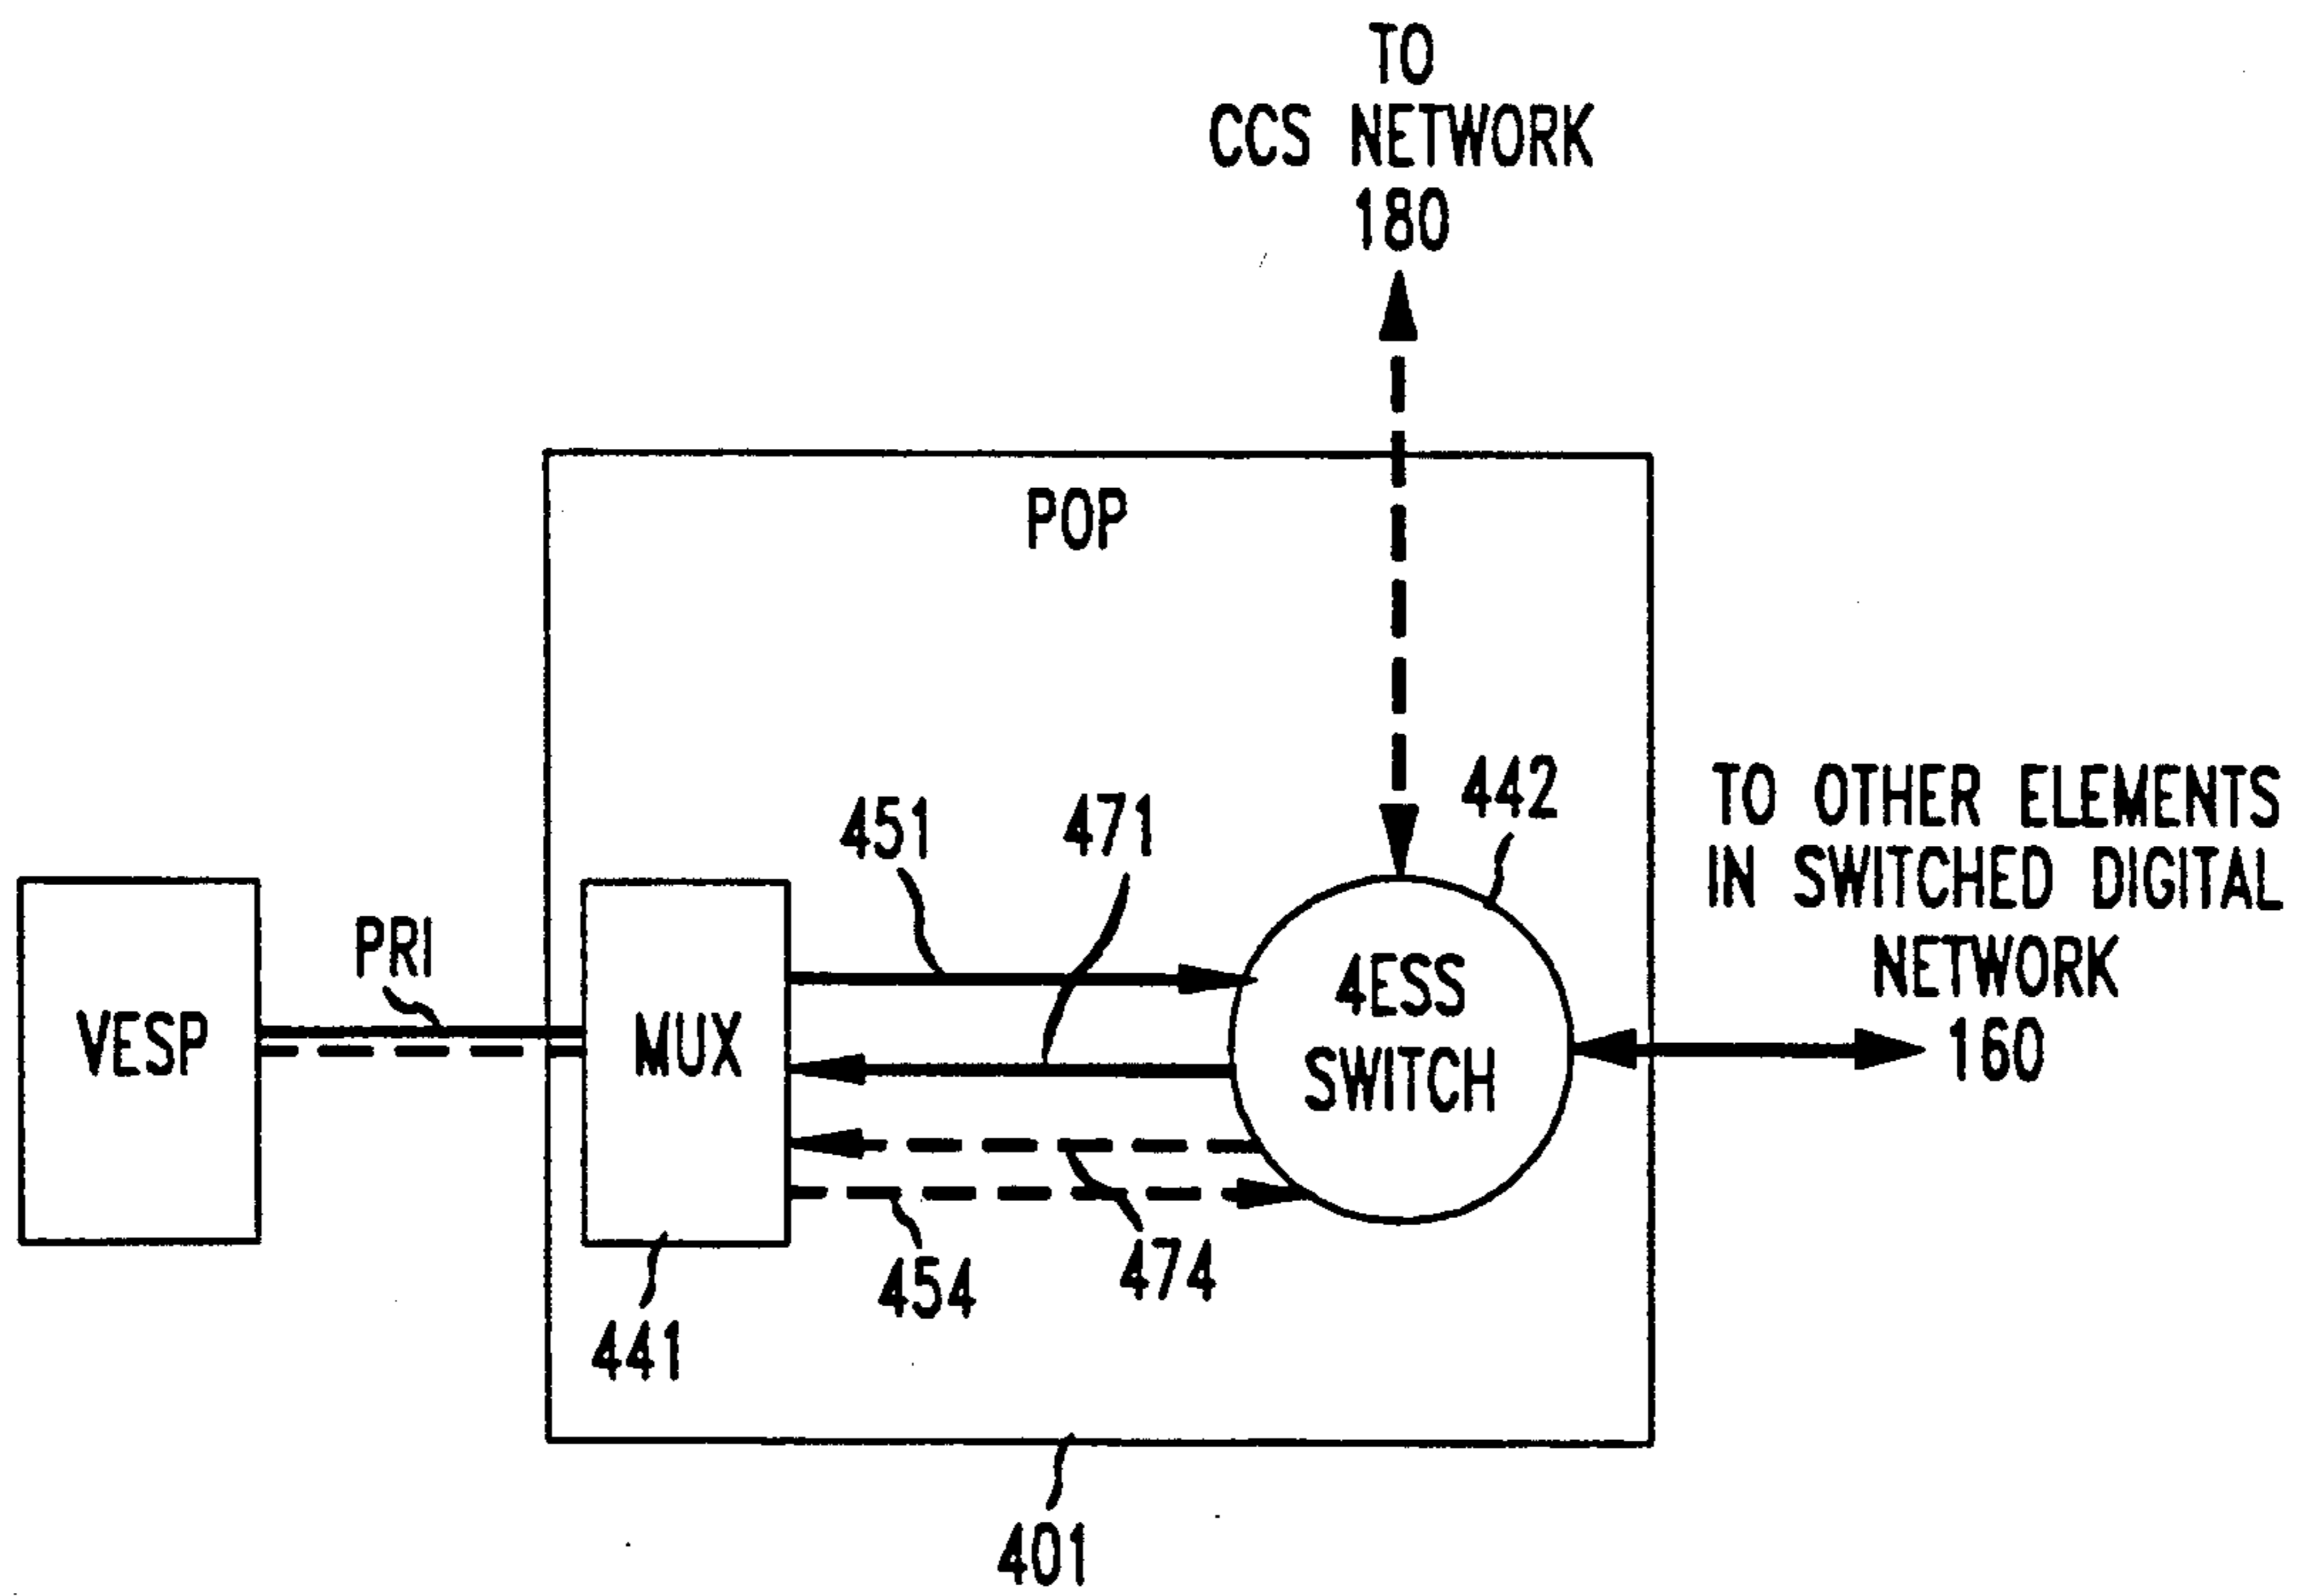 TO
CCS NETWORK
180
POP
442
451
471
TO OTHER ELEMENTS
IN SWITCHED DIGITAL
NETWORK
160
PRI
VESP
MUX
4ESS
SWITCH
454
474
441
401